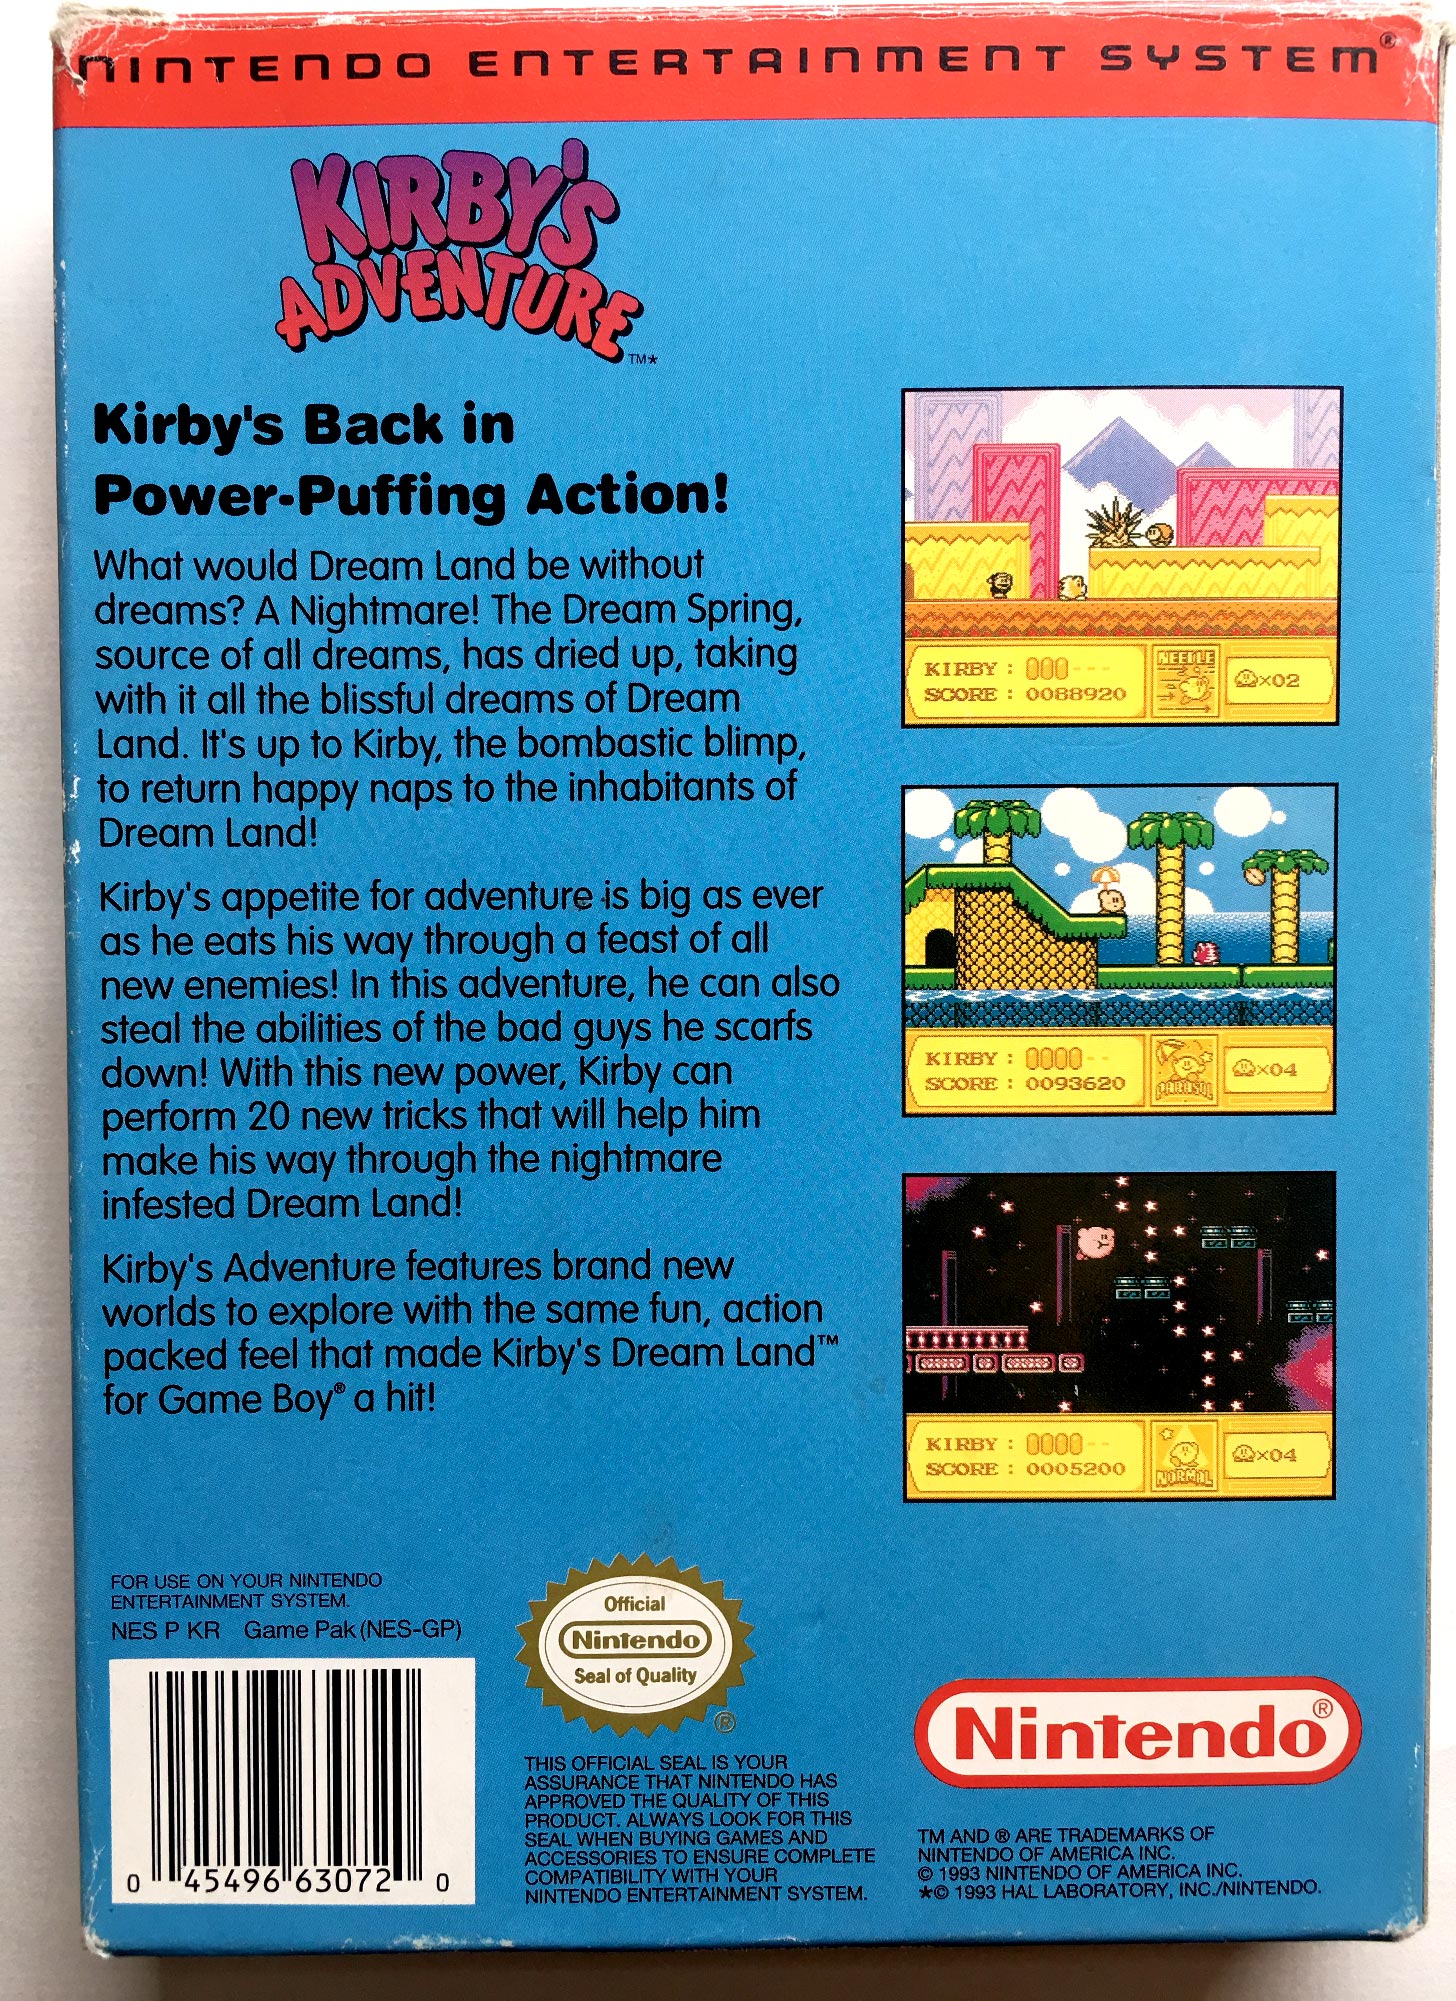 NINTENDO ENTERTAINMENT SYSTEM®
KIRBY'S
ADVENTURE
™*
Kirby's Back in
Power-Puffing Action!
What would Dream Land be without
dreams? A Nightmare! The Dream Spring,
source of all dreams, has dried up, taking
with it all the blissful dreams of Dream
Land. It's up to Kirby, the bombastic blimp,
to return happy naps to the inhabitants of
Dream Land!
Kirby's appetite for adventure is big as ever
as he eats his way through a feast of all
new enemies! In this adventure, he can also
steal the abilities of the bad guys he scarfs
down! With this new power, Kirby can
perform 20 new tricks that will help him
make his way through the nightmare
infested Dream Land!
Kirby's Adventure features brand new
worlds to explore with the same fun, action
packed feel that made Kirby's Dream Land™
for Game Boy® a hit!
KIRBY :
SCORE : 0088920
NEEDLE
×02
KIRBY :
SCORE : 0093620
PARASOL
×04
KIRBY :
SCORE : 0005200
NORMAL
×04
FOR USE ON YOUR NINTENDO
ENTERTAINMENT SYSTEM.
NES P KR Game Pak (NES-GP)
0 45496 63072 0
Official
Nintendo
Seal of Quality
®
THIS OFFICIAL SEAL IS YOUR
ASSURANCE THAT NINTENDO HAS
APPROVED THE QUALITY OF THIS
PRODUCT. ALWAYS LOOK FOR THIS
SEAL WHEN BUYING GAMES AND
ACCESSORIES TO ENSURE COMPLETE
COMPATIBILITY WITH YOUR
NINTENDO ENTERTAINMENT SYSTEM.
Nintendo®
TM AND ® ARE TRADEMARKS OF
NINTENDO OF AMERICA INC.
© 1993 NINTENDO OF AMERICA INC.
★© 1993 HAL LABORATORY, INC./NINTENDO.